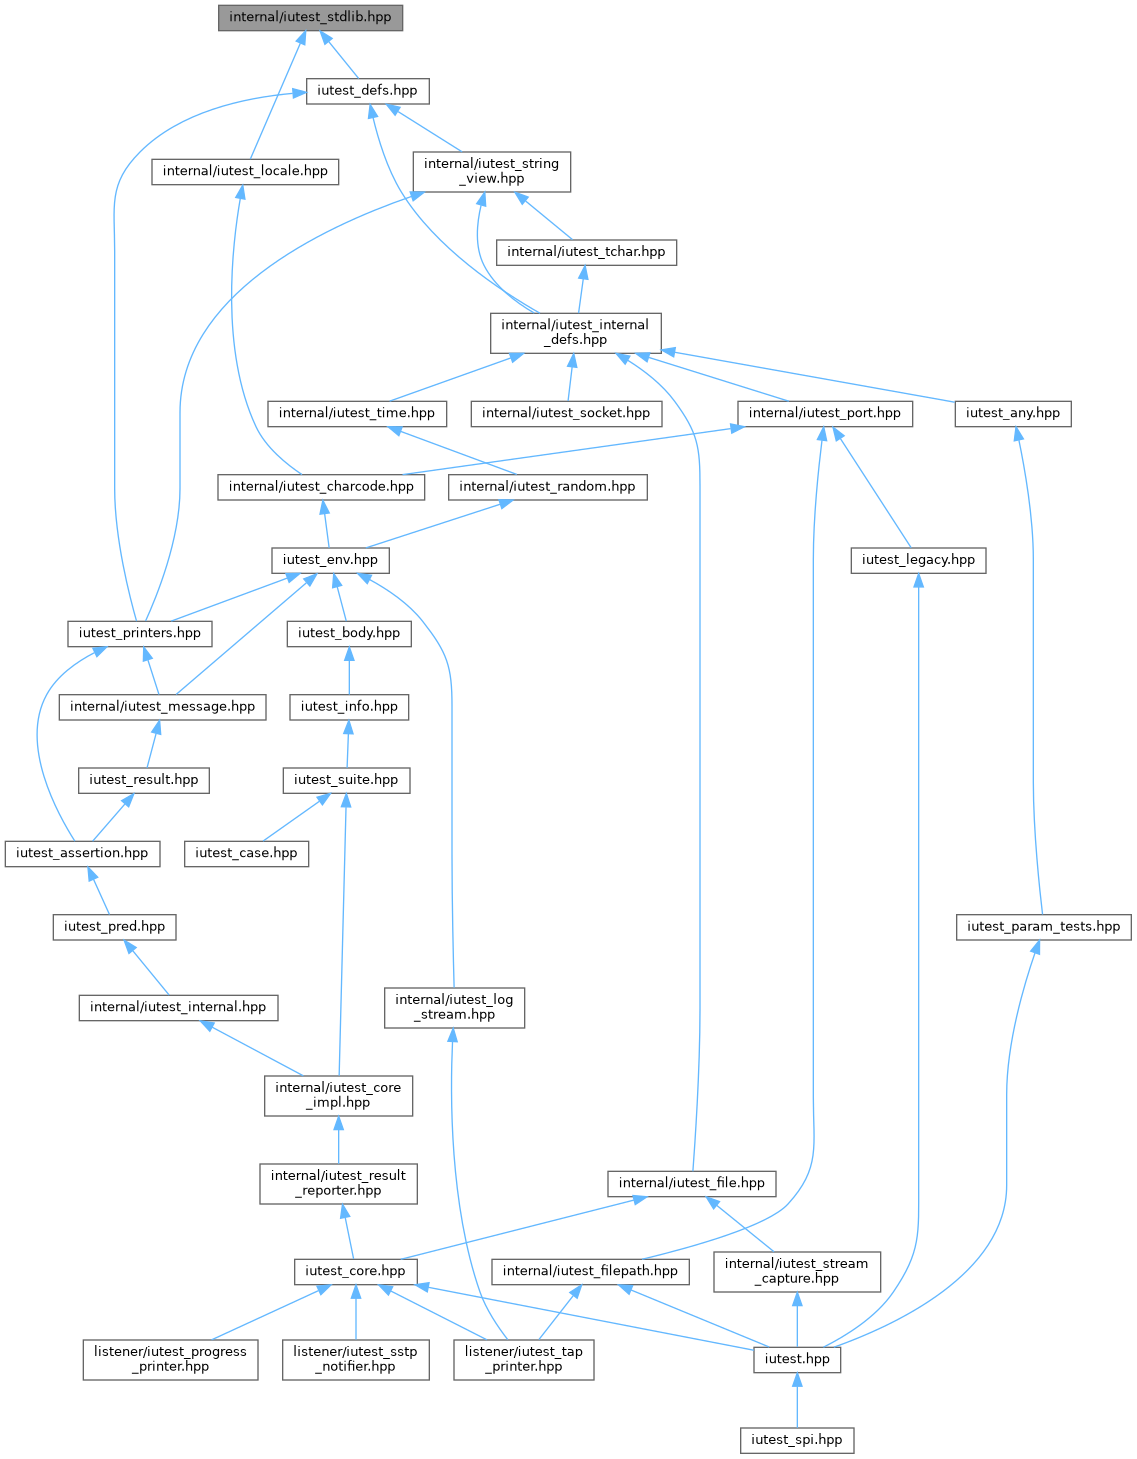 internal/iutest_stdlib.hpp
iutest_defs.hpp
internal/iutest_string
_view.hpp
internal/iutest_locale.hpp
internal/iutest_tchar.hpp
internal/iutest_internal
_defs.hpp
internal/iutest_time.hpp
internal/iutest_socket.hpp
internal/iutest_port.hpp
iutest_any.hpp
internal/iutest_charcode.hpp
internal/iutest_random.hpp
iutest_env.hpp
iutest_legacy.hpp
iutest_printers.hpp
iutest_body.hpp
internal/iutest_message.hpp
iutest_info.hpp
iutest_result.hpp
iutest_suite.hpp
iutest_assertion.hpp
iutest_case.hpp
iutest_pred.hpp
iutest_param_tests.hpp
internal/iutest_internal.hpp
internal/iutest_log
_stream.hpp
internal/iutest_core
_impl.hpp
internal/iutest_result
_reporter.hpp
internal/iutest_file.hpp
iutest_core.hpp
internal/iutest_filepath.hpp
internal/iutest_stream
_capture.hpp
listener/iutest_progress
_printer.hpp
listener/iutest_sstp
_notifier.hpp
listener/iutest_tap
_printer.hpp
iutest.hpp
iutest_spi.hpp